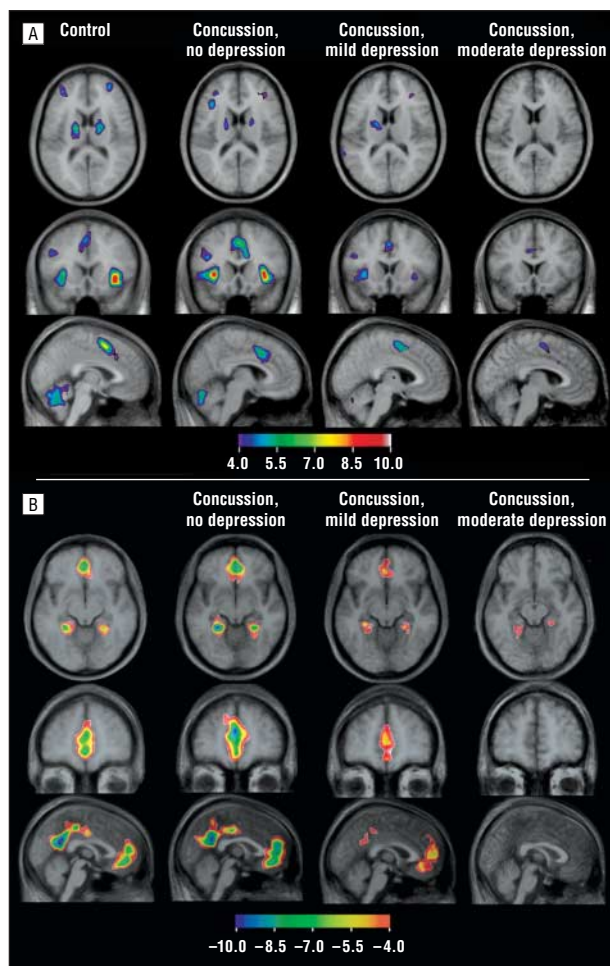 A
Control
Concussion,
no depression
Concussion,
mild depression
Concussion,
moderate depression
4.0 5.5 7.0 8.5 10.0
B
Concussion,
no depression
Concussion,
mild depression
Concussion,
moderate depression
−10.0 −8.5 −7.0 −5.5 −4.0